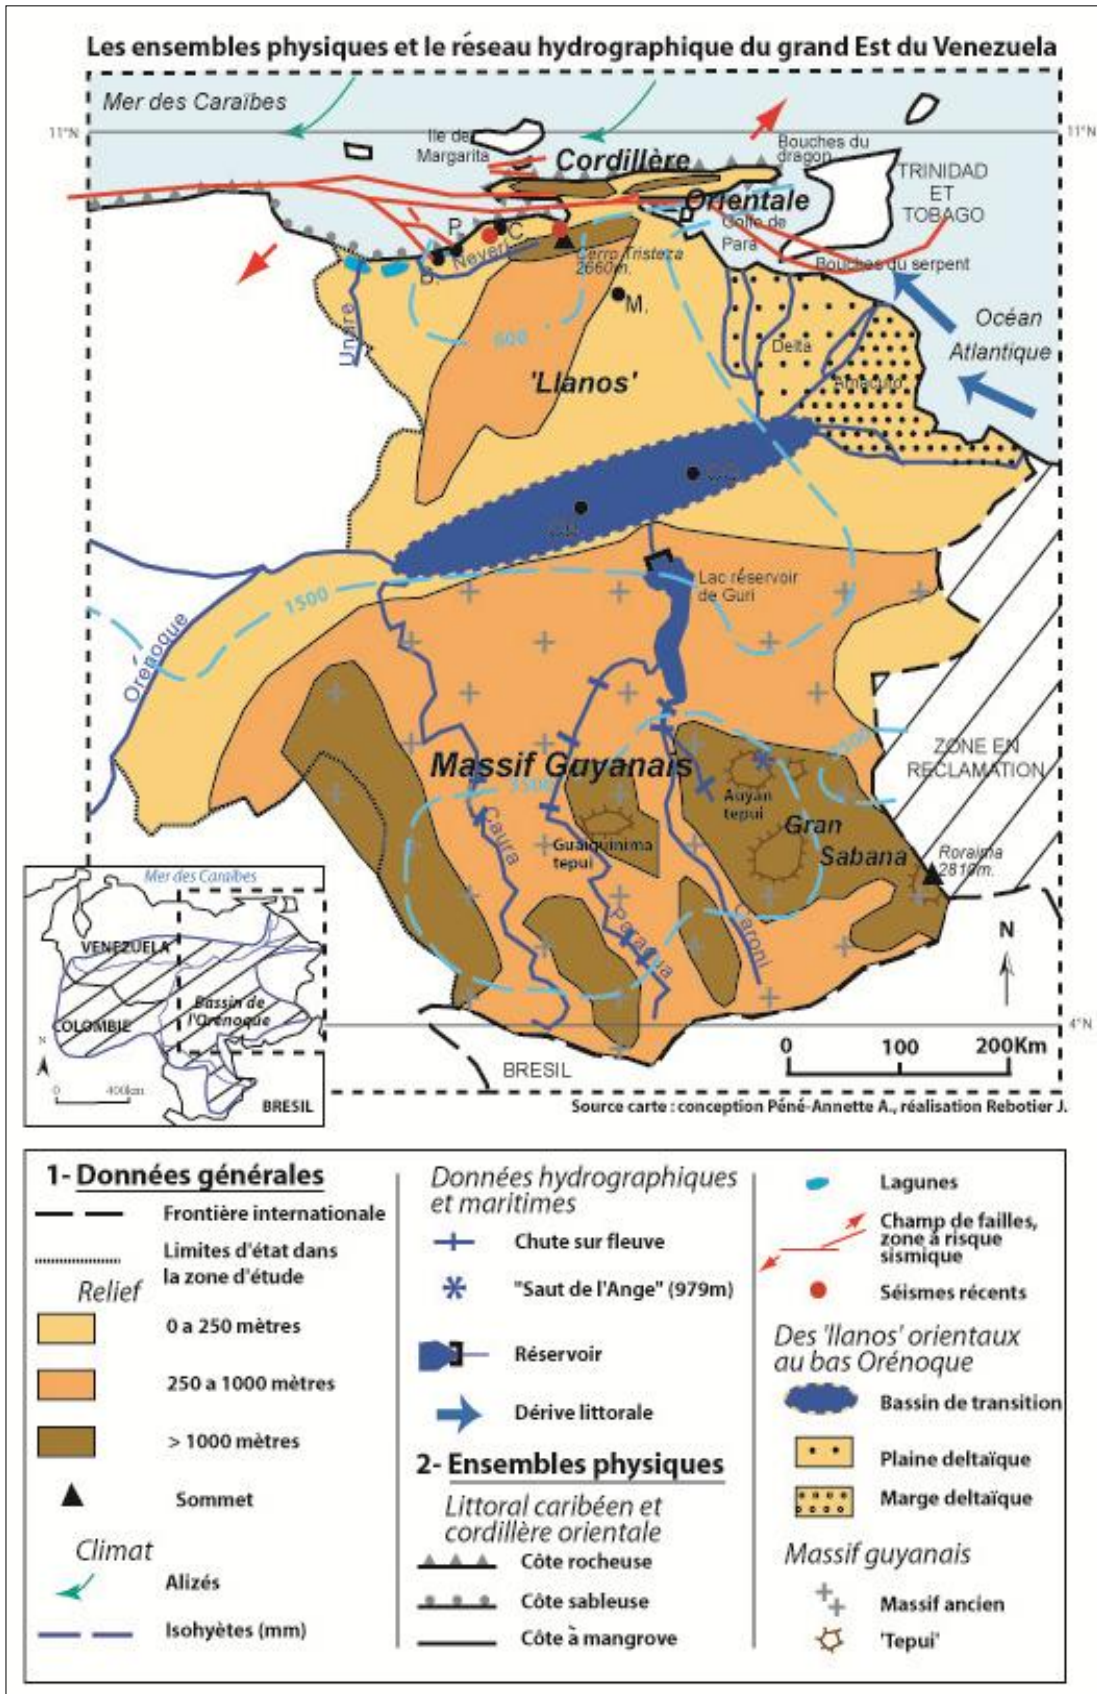 Les ensembles physiques et le réseau hydrographique du grand Est du Venezuela
Mer des Caraïbes
11°N
11°N
Ile de
Margarita
Cordillère
Orientale
Bouches du
dragon
TRINIDAD
ET
TOBAGO
Golfe de
Para
Bouches du serpent
P.
C.
B.
Neveri
Cerro Tristeza
2660m.
M.
Unare
600
'Llanos'
Delta
Amacuro
Océan
Atlantique
Lac réservoir
de Guri
1500
Orénoque
Massif Guyanais
3500
ZONE EN
RECLAMATION
Auyan
tepui
Gran
Sabana
Guaiquinima
tepui
Caura
Paragua
Caroni
Roraima
2810m.
N
4°N
BRESIL
0 100 200Km
Mer des Caraïbes
VENEZUELA
COLOMBIE
Bassin de
l'Orénoque
N
0 400km
BRESIL
Source carte : conception Péné-Annette A., réalisation Rebotier J.
1- Données générales
Frontière internationale
Limites d'état dans
la zone d'étude
Relief
0 a 250 mètres
250 a 1000 mètres
> 1000 mètres
Sommet
Climat
Alizés
Isohyètes (mm)
Données hydrographiques
et maritimes
Chute sur fleuve
"Saut de l'Ange" (979m)
Réservoir
Dérive littorale
2- Ensembles physiques
Littoral caribéen et
cordillère orientale
Côte rocheuse
Côte sableuse
Côte à mangrove
Lagunes
Champ de failles,
zone à risque
sismique
Séismes récents
Des 'llanos' orientaux
au bas Orénoque
Bassin de transition
Plaine deltaïque
Marge deltaïque
Massif guyanais
Massif ancien
'Tepui'